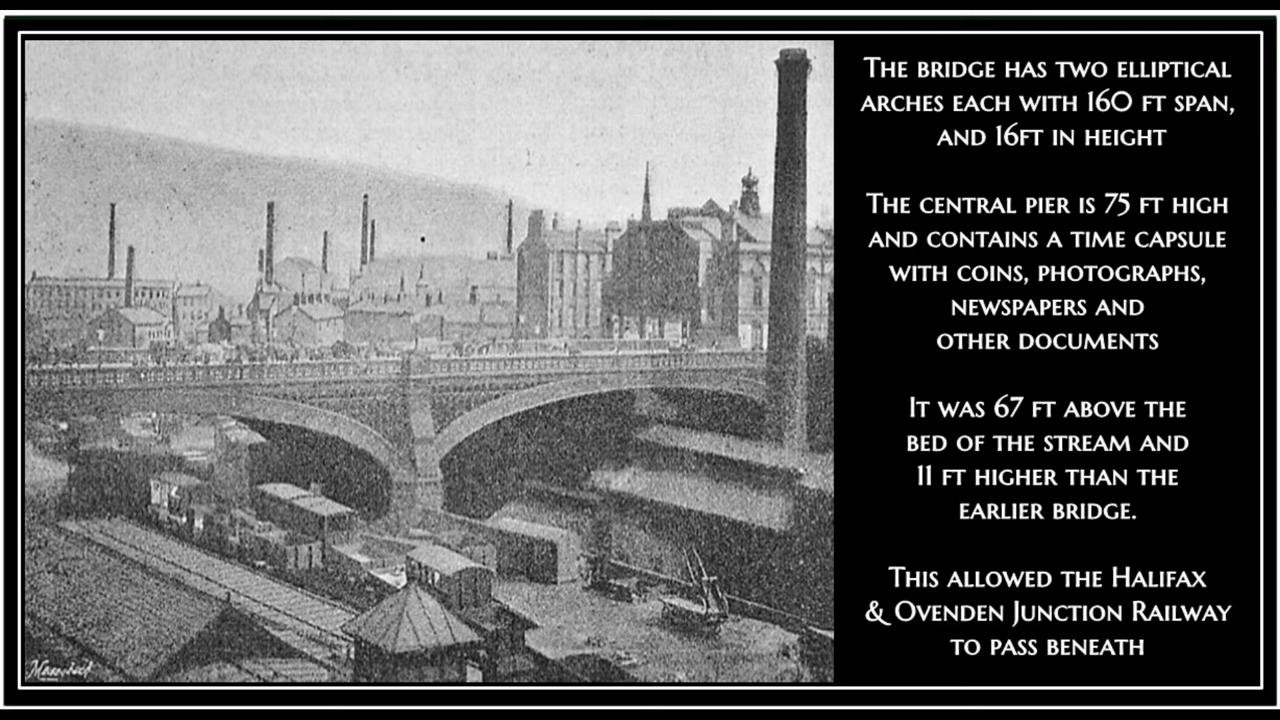 The bridge has two elliptical
arches each with 160 ft span,
and 16ft in height
The central pier is 75 ft high
and contains a time capsule
with coins, photographs,
newspapers and
other documents
It was 67 ft above the
bed of the stream and
11 ft higher than the
earlier bridge.
This allowed the Halifax
& Ovenden Junction Railway
to pass beneath